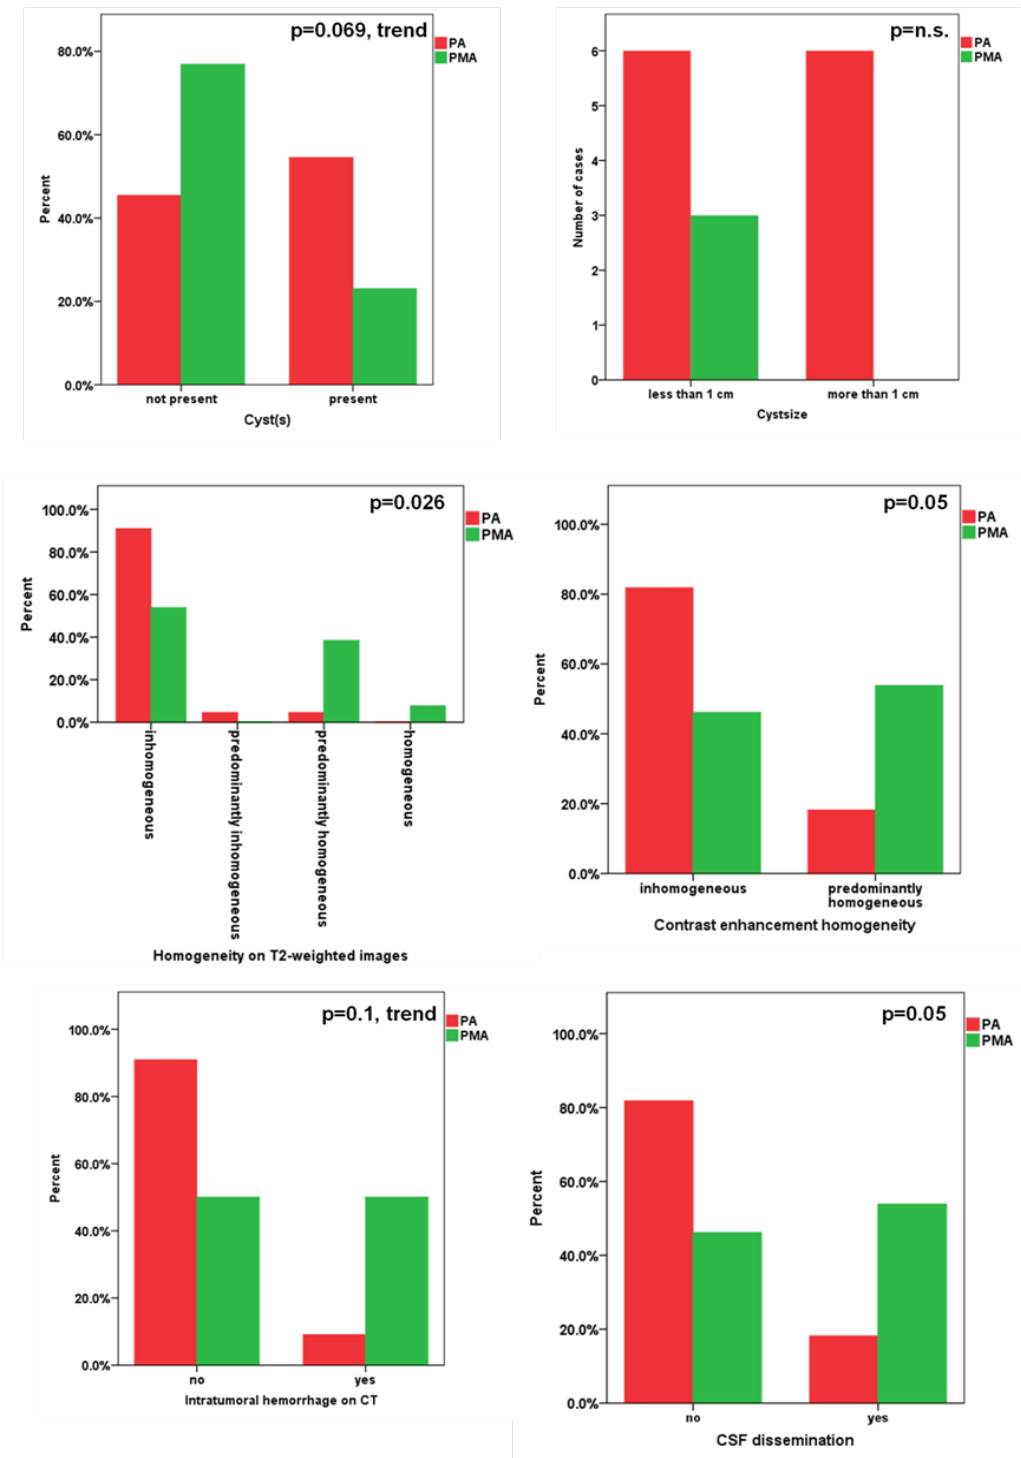 p=0.069, trend
PA
PMA
80.0%
60.0%
40.0%
20.0%
0.0%
Percent
not present
present
Cyst(s)
p=n.s.
PA
PMA
6
5
4
3
2
1
0
Number of cases
less than 1 cm
more than 1 cm
Cystsize
p=0.026
PA
PMA
100.0%
80.0%
60.0%
40.0%
20.0%
0.0%
Percent
inhomogeneous
predominantly inhomogeneous
predominantly homogeneous
homogeneous
Homogeneity on T2-weighted images
p=0.05
PA
PMA
100.0%
80.0%
60.0%
40.0%
20.0%
0.0%
Percent
inhomogeneous
predominantly
homogeneous
Contrast enhancement homogeneity
p=0.1, trend
PA
PMA
100.0%
80.0%
60.0%
40.0%
20.0%
0.0%
Percent
no
yes
Intratumoral hemorrhage on CT
p=0.05
PA
PMA
100.0%
80.0%
60.0%
40.0%
20.0%
0.0%
Percent
no
yes
CSF dissemination